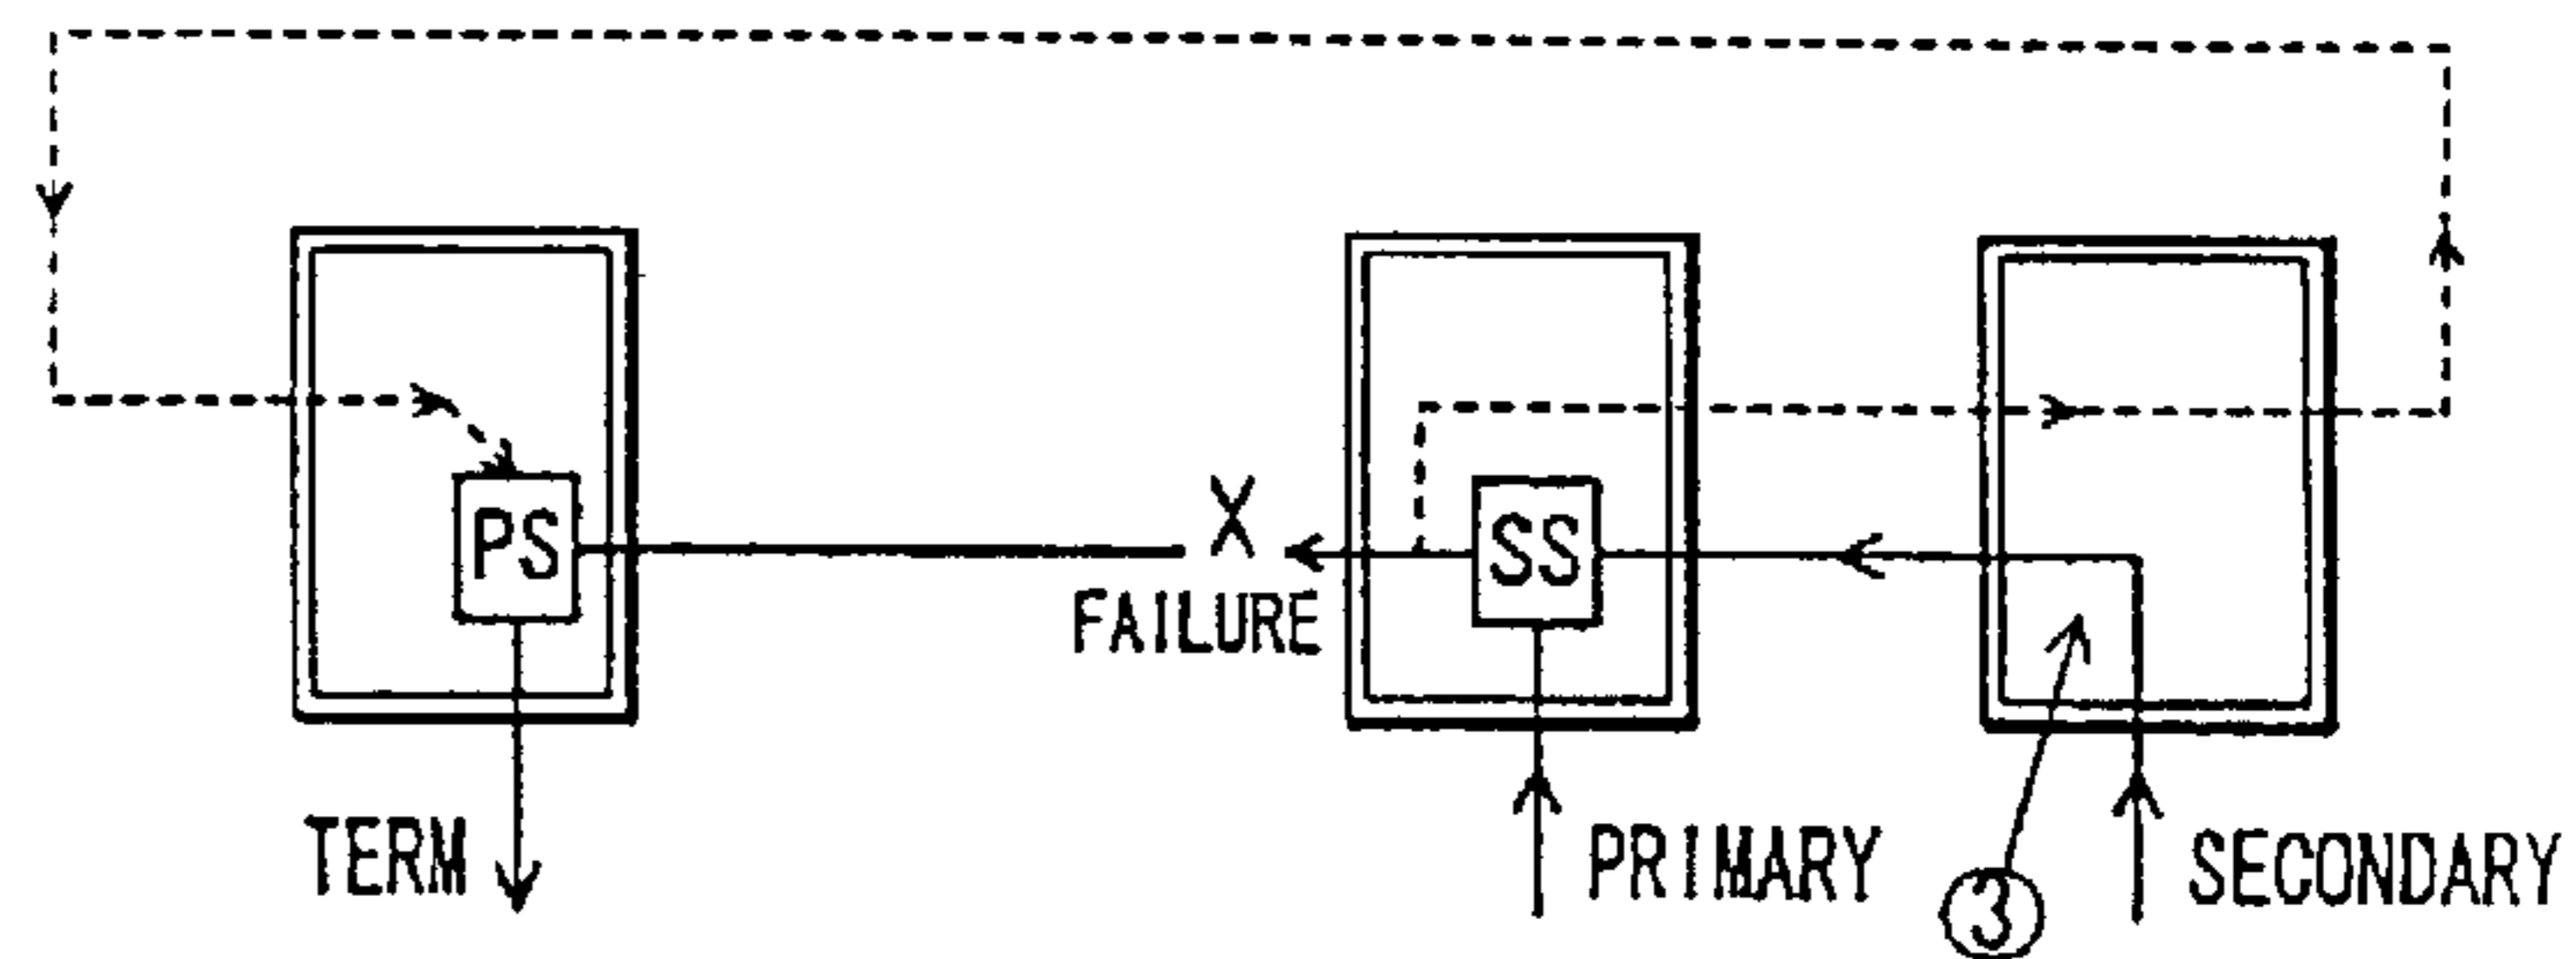 PS
X
SS
FAILURE
TERM
PRIMARY
3
SECONDARY